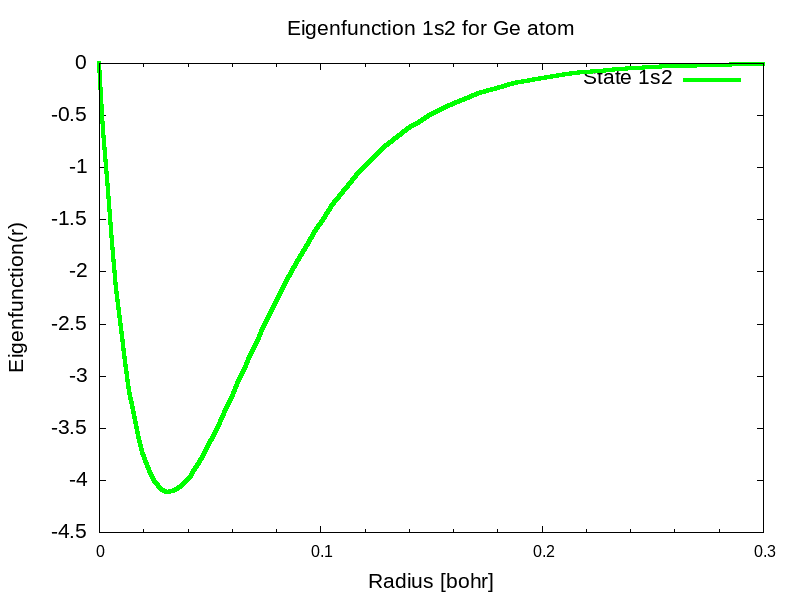 Eigenfunction 1s2 for Ge atom
State 1s2
0
-0.5
-1
-1.5
-2
-2.5
-3
-3.5
-4
-4.5
Eigenfunction(r)
0 0.1 0.2 0.3
Radius [bohr]